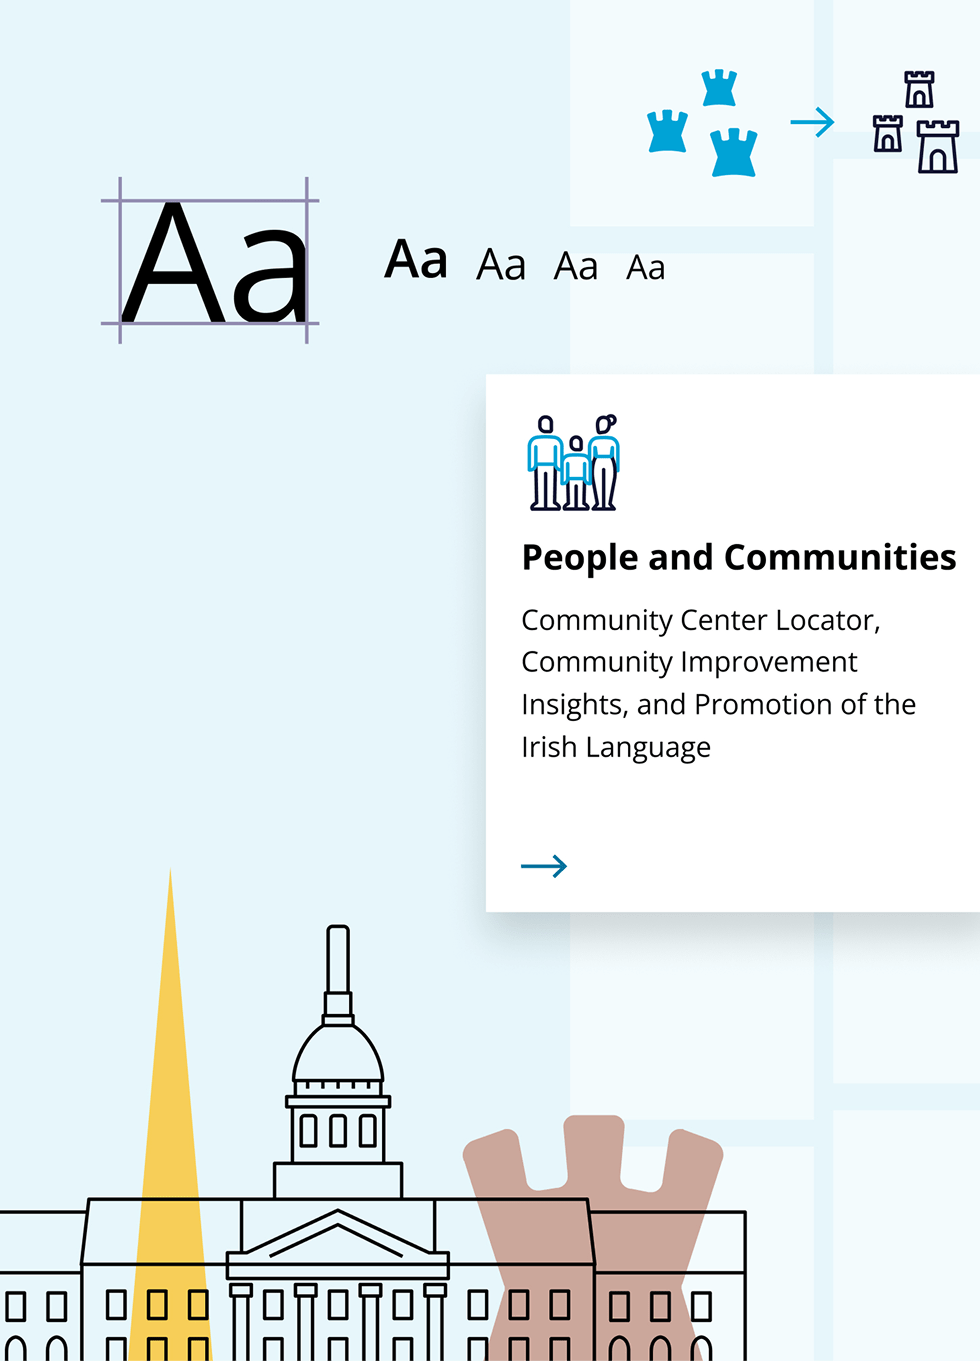 Aa
Aa Aa Aa Aa
People and Communities
Community Center Locator,
Community Improvement
Insights, and Promotion of the
Irish Language